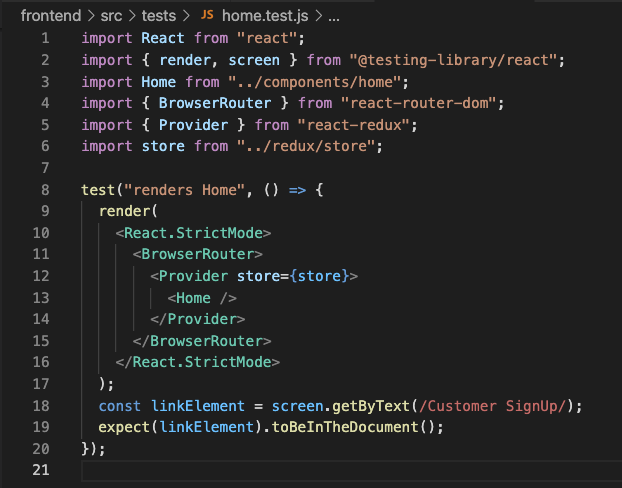 frontend > src > tests > JS home.test.js > ...
1 import React from "react";
2 import { render, screen } from "@testing-library/react";
3 import Home from "../components/home";
4 import { BrowserRouter } from "react-router-dom";
5 import { Provider } from "react-redux";
6 import store from "../redux/store";
7
8 test("renders Home", () => {
9   render(
10     <React.StrictMode>
11       <BrowserRouter>
12         <Provider store={store}>
13           <Home />
14         </Provider>
15       </BrowserRouter>
16     </React.StrictMode>
17   );
18   const linkElement = screen.getByText(/Customer SignUp/);
19   expect(linkElement).toBeInTheDocument();
20 });
21